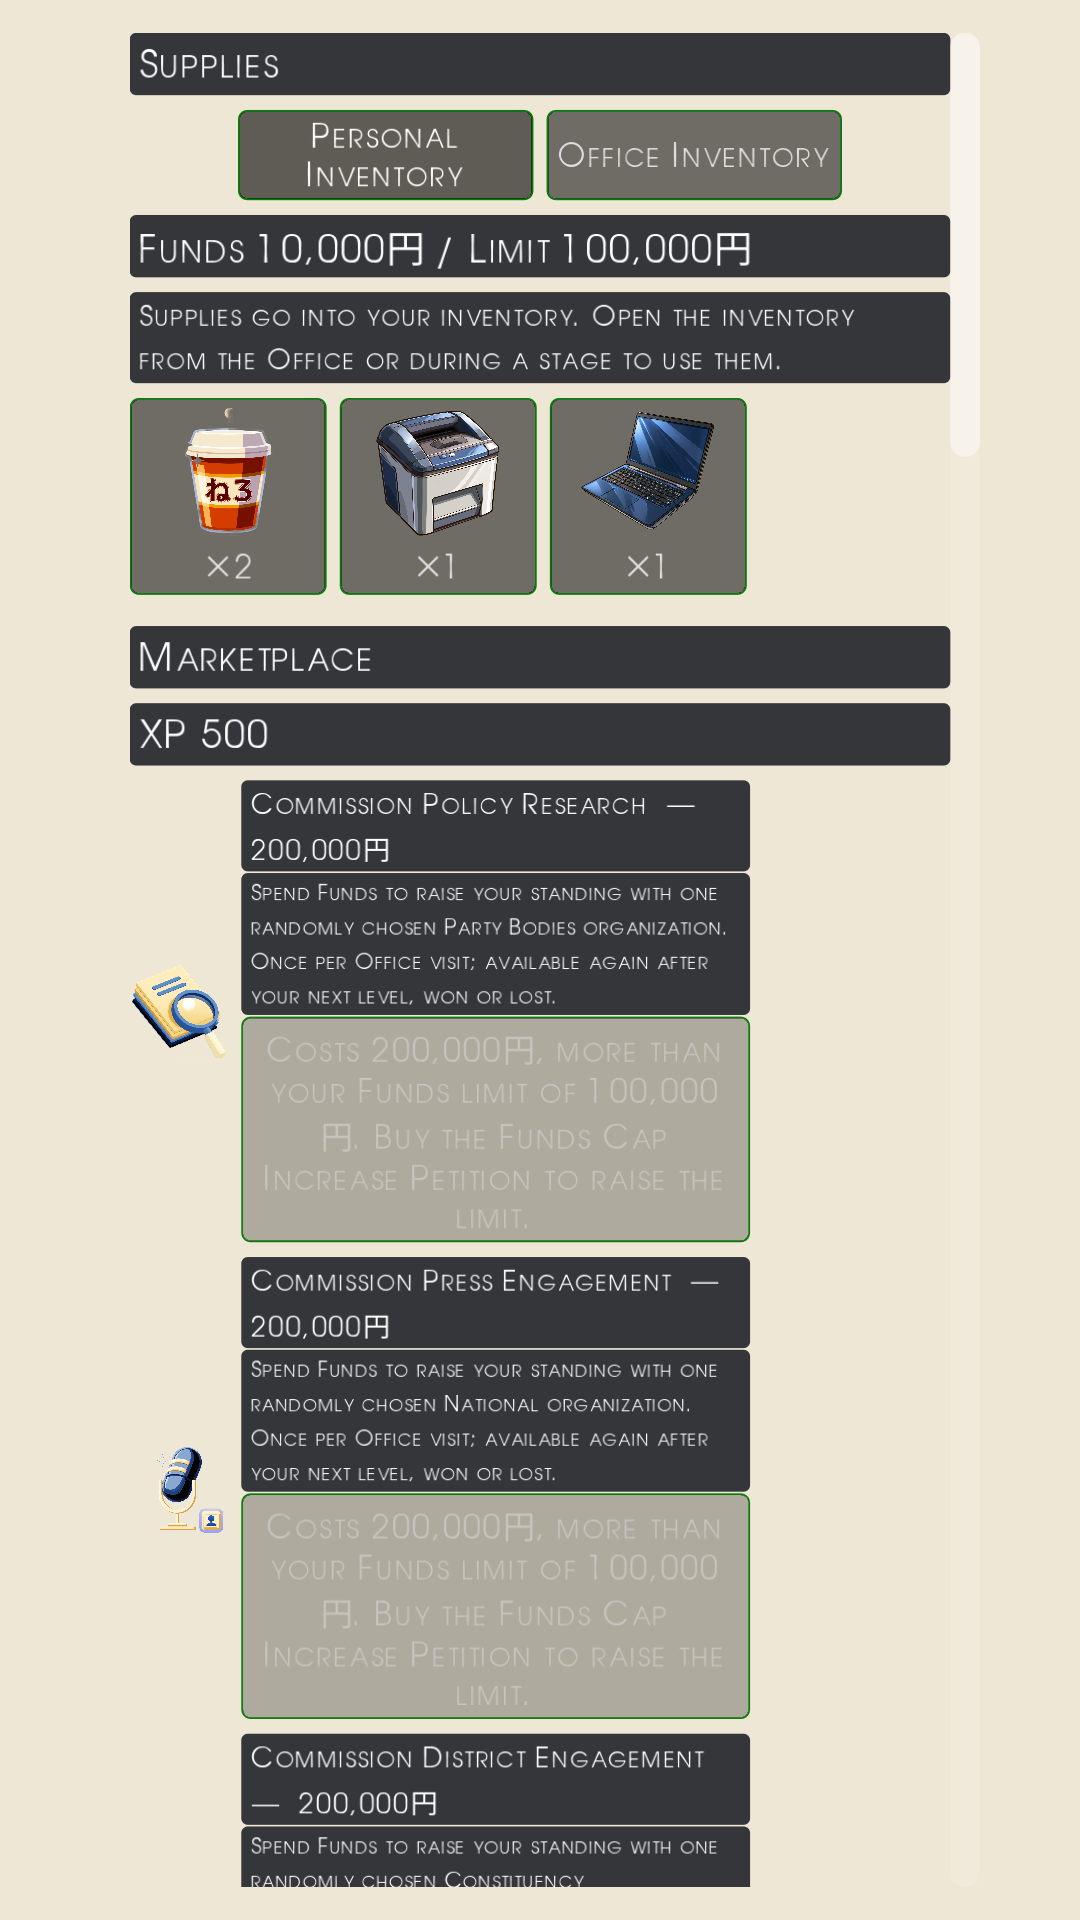 Supplies
Personal
Inventory
Office Inventory
Funds 10,000円 / Limit 100,000円
Supplies go into your inventory. Open the inventory
from the Office or during a stage to use them.
ねろ
×2
×1
×1
Marketplace
XP 500
Commission Policy Research —
200,000円
Spend Funds to raise your standing with one
randomly chosen Party Bodies organization.
Once per Office visit; available again after
your next level, won or lost.
Costs 200,000円, more than
your Funds limit of 100,000
円. Buy the Funds Cap
Increase Petition to raise the
limit.
Commission Press Engagement —
200,000円
Spend Funds to raise your standing with one
randomly chosen National organization.
Once per Office visit; available again after
your next level, won or lost.
Costs 200,000円, more than
your Funds limit of 100,000
円. Buy the Funds Cap
Increase Petition to raise the
limit.
Commission District Engagement
— 200,000円
Spend Funds to raise your standing with one
randomly chosen Constituency